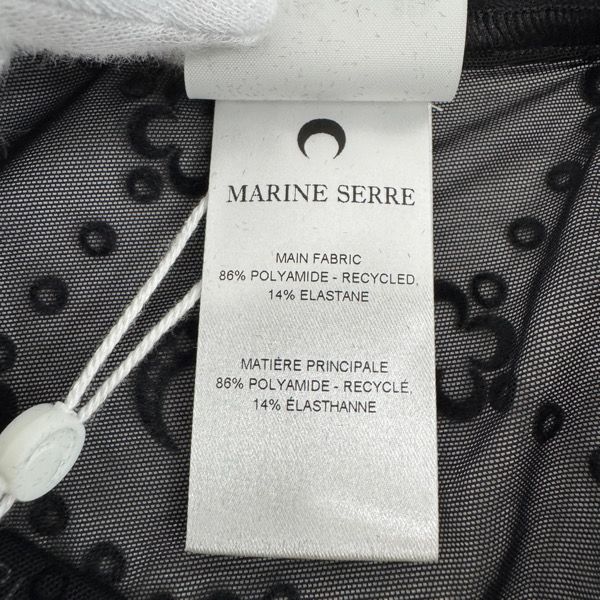 MARINE SERRE
MAIN FABRIC
86% POLYAMIDE - RECYCLED,
14% ELASTANE
MATIÈRE PRINCIPALE
86% POLYAMIDE - RECYCLÉ,
14% ÉLASTHANNE